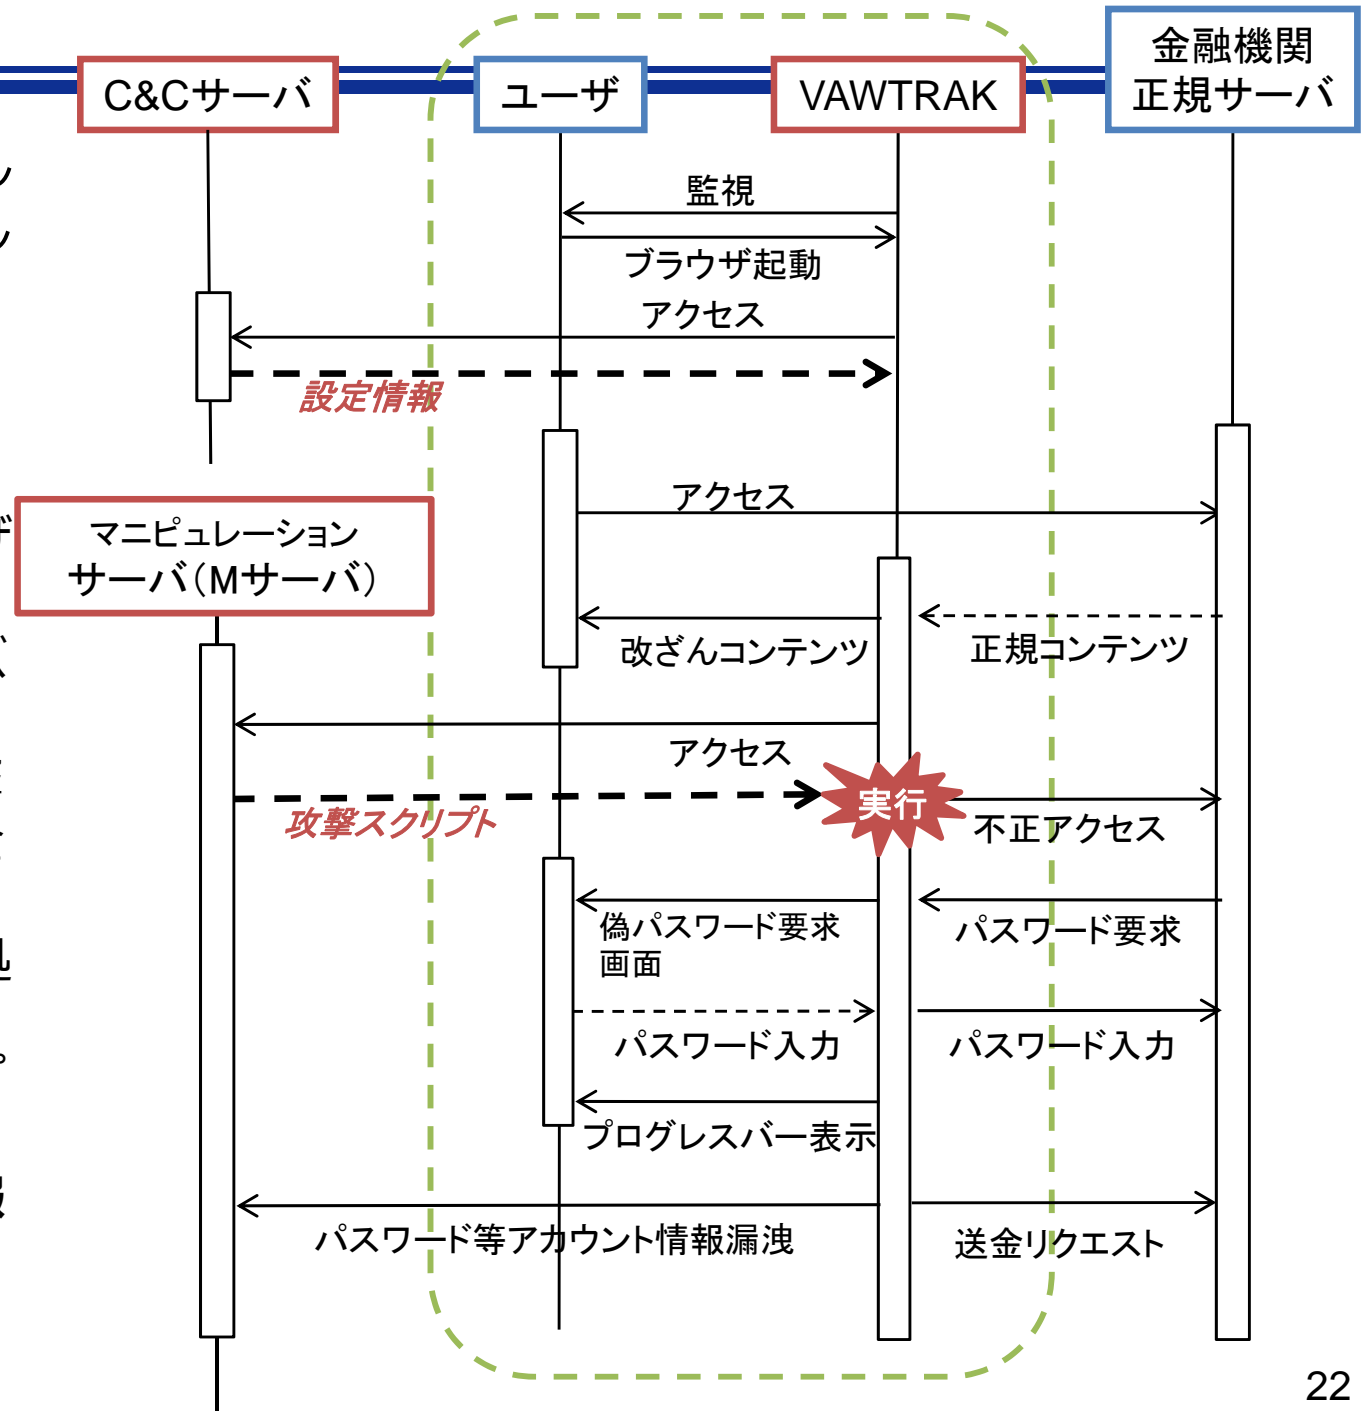 C&Cサーバ
ユーザ
VAWTRAK
金融機関
正規サーバ
監視
ブラウザ起動
アクセス
設定情報
アクセス
マニピュレーション
サーバ（Mサーバ）
改ざんコンテンツ
正規コンテンツ
アクセス
攻撃スクリプト
実行
不正アクセス
偽パスワード要求
画面
パスワード要求
パスワード入力
パスワード入力
プログレスバー表示
パスワード等アカウント情報漏洩
送金リクエスト
22